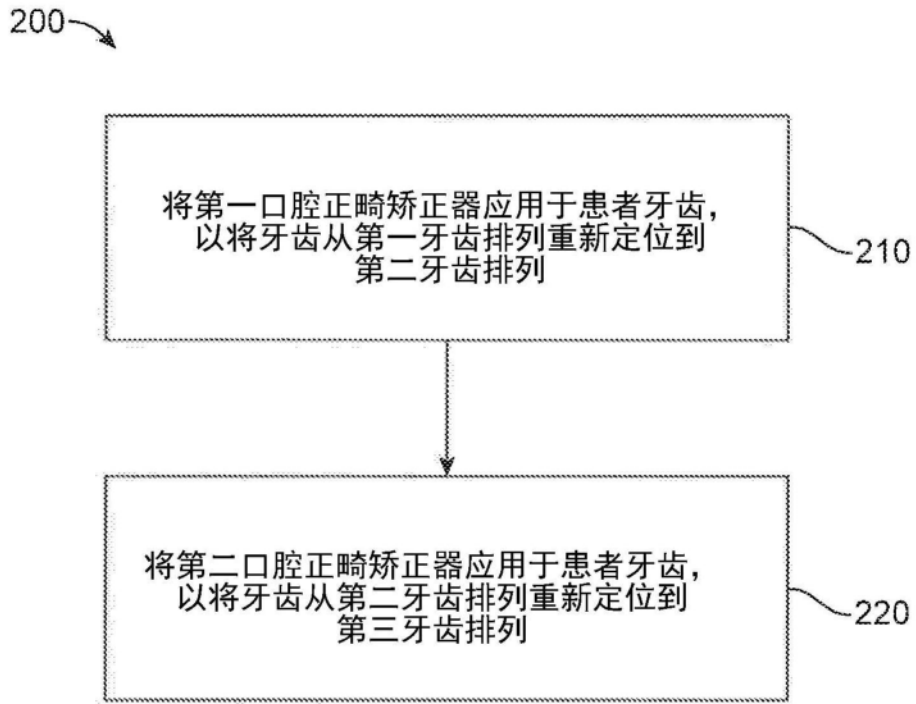 200
将第一口腔正畸矫正器应用于患者牙齿，
以将牙齿从第一牙齿排列重新定位到
第二牙齿排列
210
将第二口腔正畸矫正器应用于患者牙齿，
以将牙齿从第二牙齿排列重新定位到
第三牙齿排列
220